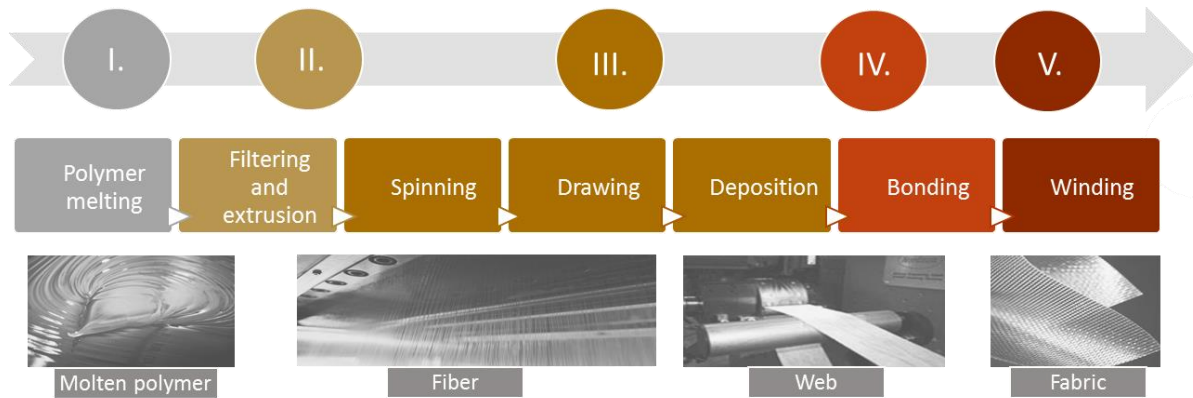 I.
II.
III.
IV.
V.
Polymer
melting
Filtering
and
extrusion
Spinning
Drawing
Deposition
Bonding
Winding
Molten polymer
Fiber
Web
Fabric